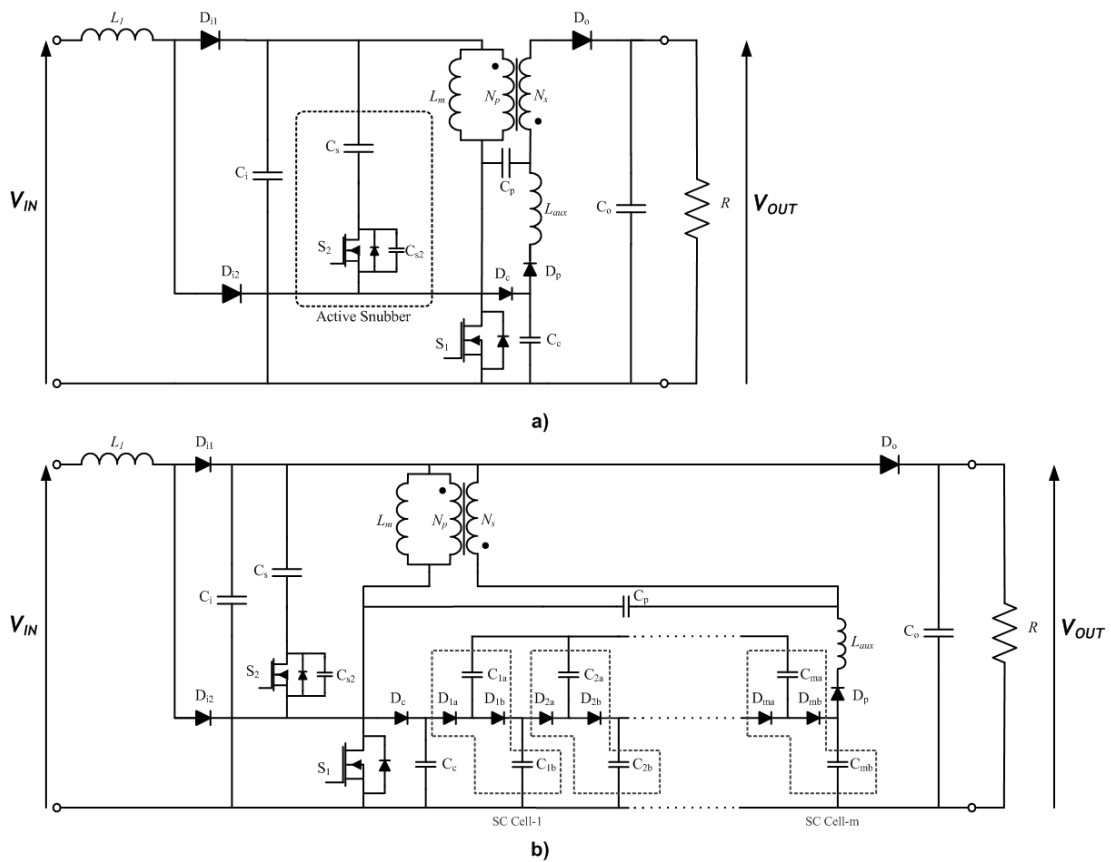 L1
Di1
Do
Lm
Np
Ns
Cs
Ci
Cp
Laux
VIN
Co
R
VOUT
S2
Cs2
Di2
Dc
Dp
Active Snubber
S1
Cc
a)
L1
Di1
Do
Lm
Np
Ns
Cs
Ci
Cp
VIN
Laux
Co
R
VOUT
S2
Cs2
C1a
C2a
Cma
Di2
Dc
D1a
D1b
D2a
D2b
Dma
Dmb
Dp
S1
Cc
C1b
C2b
Cmb
SC Cell-1
SC Cell-m
b)